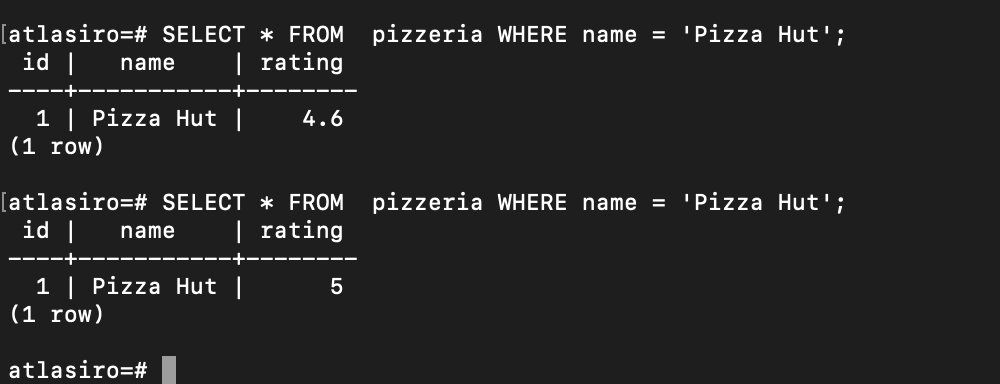 [atlasiro=# SELECT * FROM  pizzeria WHERE name = 'Pizza Hut';
 id |   name    | rating
----+-----------+--------
  1 | Pizza Hut |    4.6
(1 row)

[atlasiro=# SELECT * FROM  pizzeria WHERE name = 'Pizza Hut';
 id |   name    | rating
----+-----------+--------
  1 | Pizza Hut |      5
(1 row)

atlasiro=#